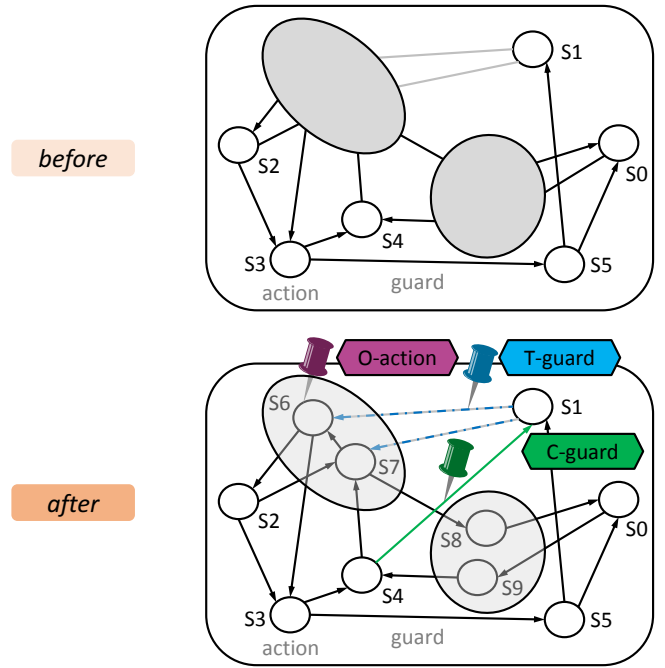 S1
before
S2
S0
S4
S3
S5
action
guard
O-action
T-guard
S6
S1
S7
C-guard
after
S2
S8
S0
S9
S4
S3
S5
action
guard